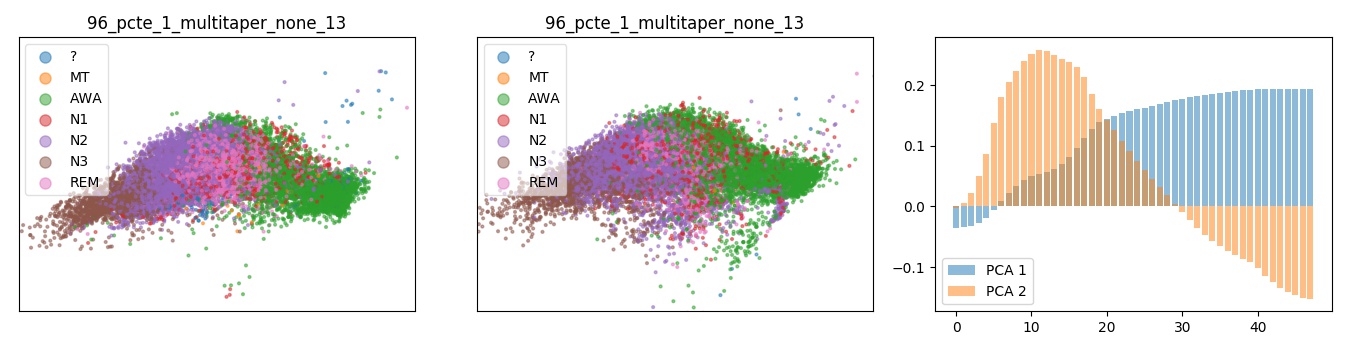 96_pcte_1_multitaper_none_13
?
MT
AWA
N1
N2
N3
REM
96_pcte_1_multitaper_none_13
?
MT
AWA
N1
N2
N3
REM
0.2
0.1
0.0
−0.1
PCA 1
PCA 2
0
10
20
30
40